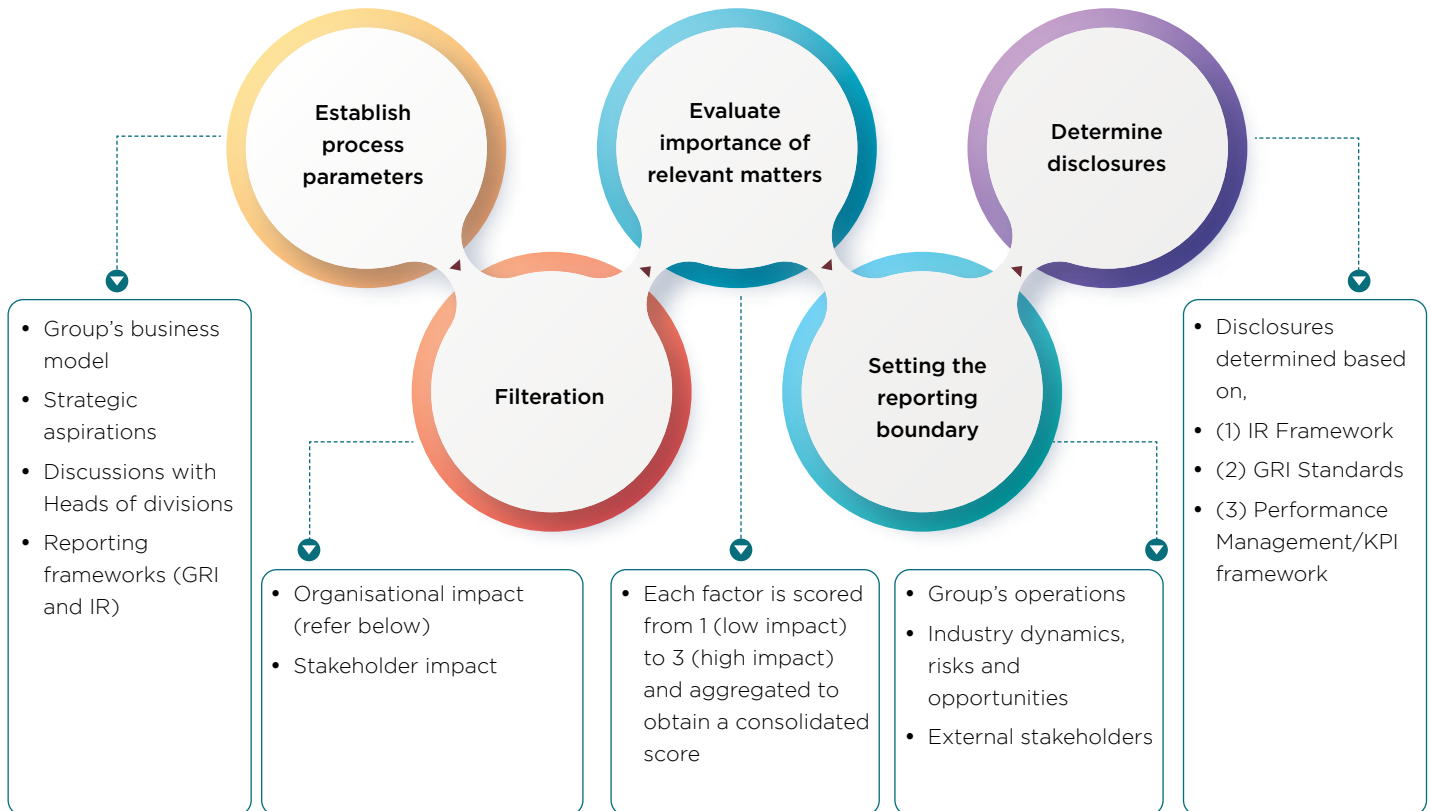 Establish
process
parameters
Evaluate
importance of
relevant matters
Determine
disclosures
Filteration
Setting the
reporting
boundary
• Group's business
model
• Strategic
aspirations
• Discussions with
Heads of divisions
• Reporting
frameworks (GRI
and IR)
• Organisational impact
(refer below)
• Stakeholder impact
• Each factor is scored
from 1 (low impact)
to 3 (high impact)
and aggregated to
obtain a consolidated
score
• Group's operations
• Industry dynamics,
risks and
opportunities
• External stakeholders
• Disclosures
determined based
on,
• (1) IR Framework
• (2) GRI Standards
• (3) Performance
Management/KPI
framework